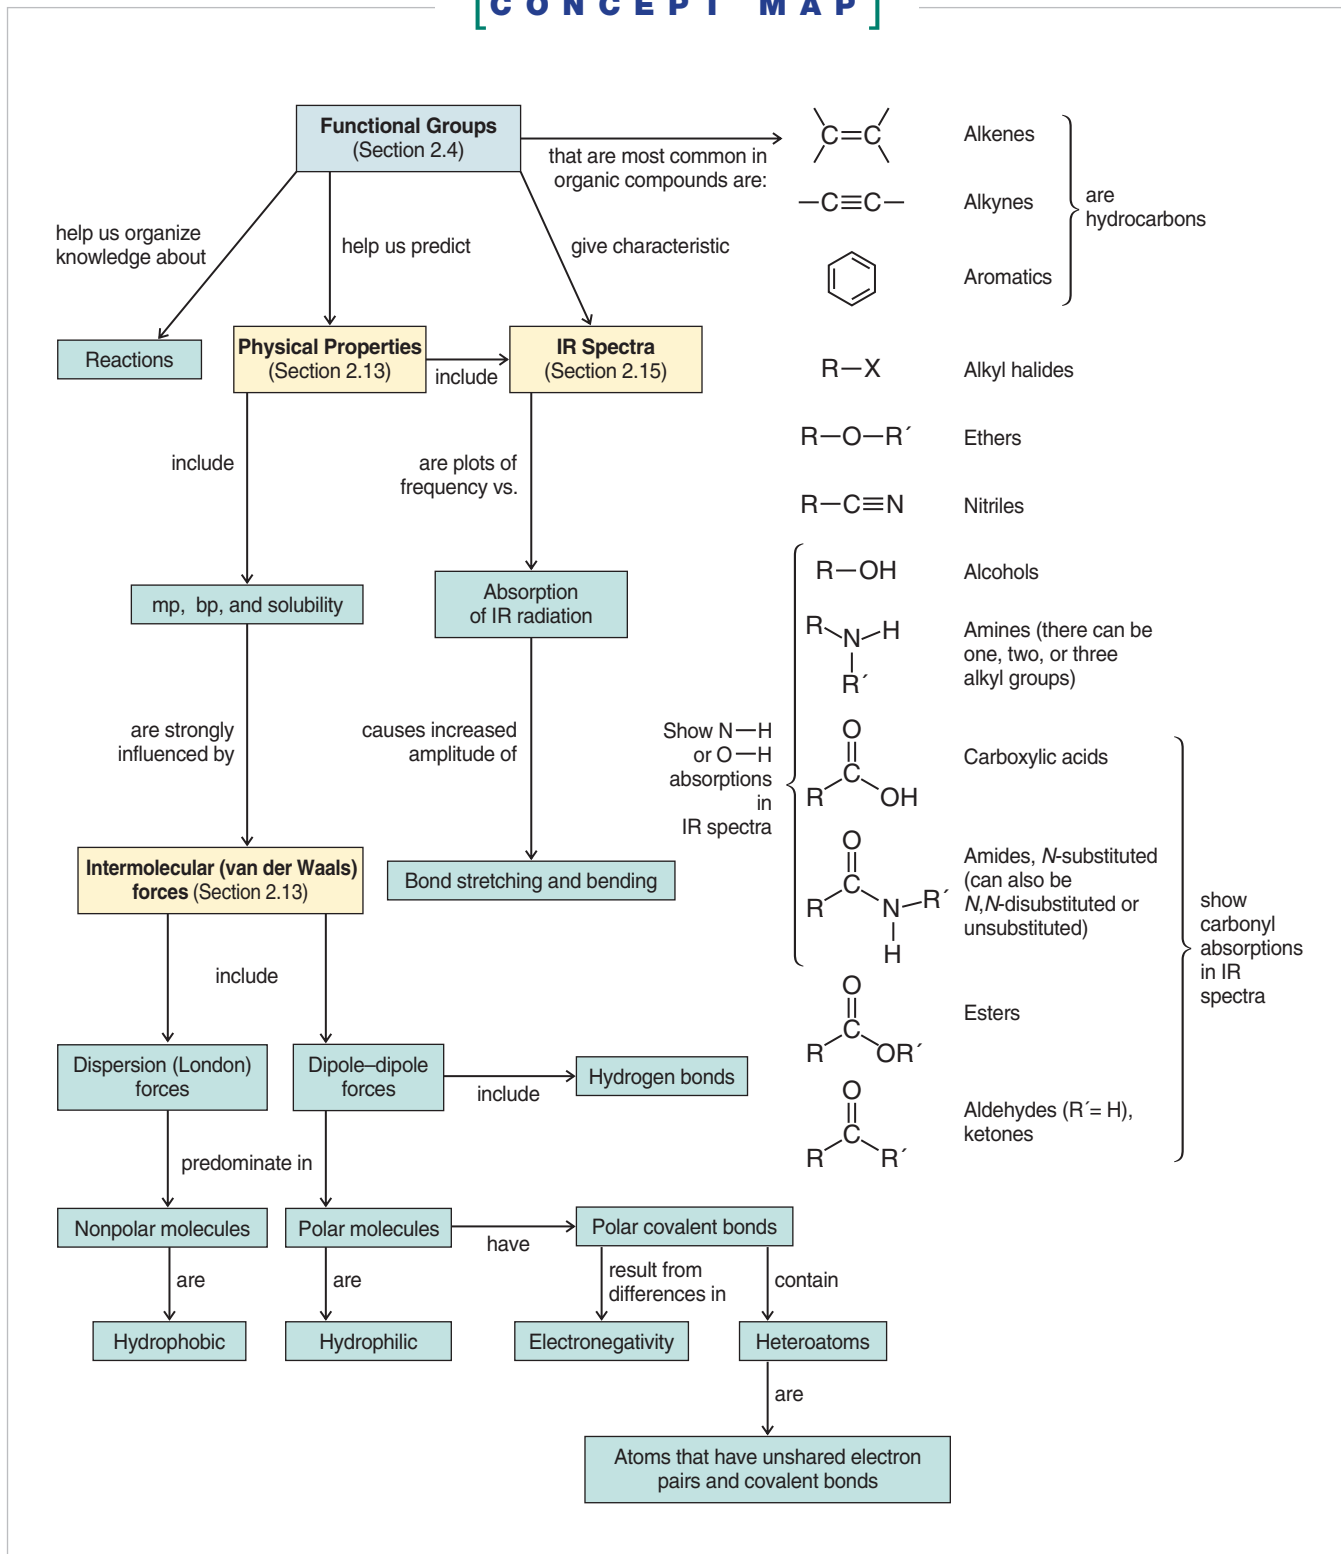 [CONCEPT MAP]
Functional Groups
(Section 2.4)
that are most common in
organic compounds are:
help us organize
knowledge about
help us predict
give characteristic
Reactions
Physical Properties
(Section 2.13)
include
IR Spectra
(Section 2.15)
include
are plots of
frequency vs.
mp, bp, and solubility
Absorption
of IR radiation
are strongly
influenced by
causes increased
amplitude of
Intermolecular (van der Waals)
forces (Section 2.13)
Bond stretching and bending
include
Dispersion (London)
forces
Dipole–dipole
forces
include
Hydrogen bonds
predominate in
Nonpolar molecules
Polar molecules
have
Polar covalent bonds
are
are
result from
differences in
contain
Hydrophobic
Hydrophilic
Electronegativity
Heteroatoms
are
Atoms that have unshared electron
pairs and covalent bonds
C=C
Alkenes
—C≡C—
Alkynes
Aromatics
are
hydrocarbons
R—X
Alkyl halides
R—O—R´
Ethers
R—C≡N
Nitriles
R—OH
Alcohols
R
N—H
R´
Amines (there can be
one, two, or three
alkyl groups)
Show N—H
or O—H
absorptions
in
IR spectra
O
C
R
OH
Carboxylic acids
O
C
R
N—R´
H
Amides, N-substituted
(can also be
N,N-disubstituted or
unsubstituted)
O
C
R
OR´
Esters
O
C
R
R´
Aldehydes (R´= H),
ketones
show
carbonyl
absorptions
in IR
spectra